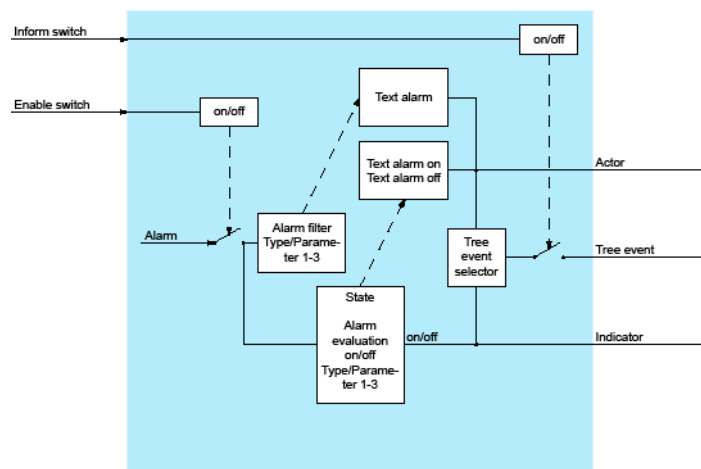 Inform switch
on/off
Text alarm
Enable switch
on/off
Text alarm on
Text alarm off
Actor
Alarm
Alarm filter
Type/Parame-
ter 1-3
Tree
event
selector
Tree event
State
Alarm
evaluation
on/off
Type/Parame-
ter 1-3
on/off
Indicator